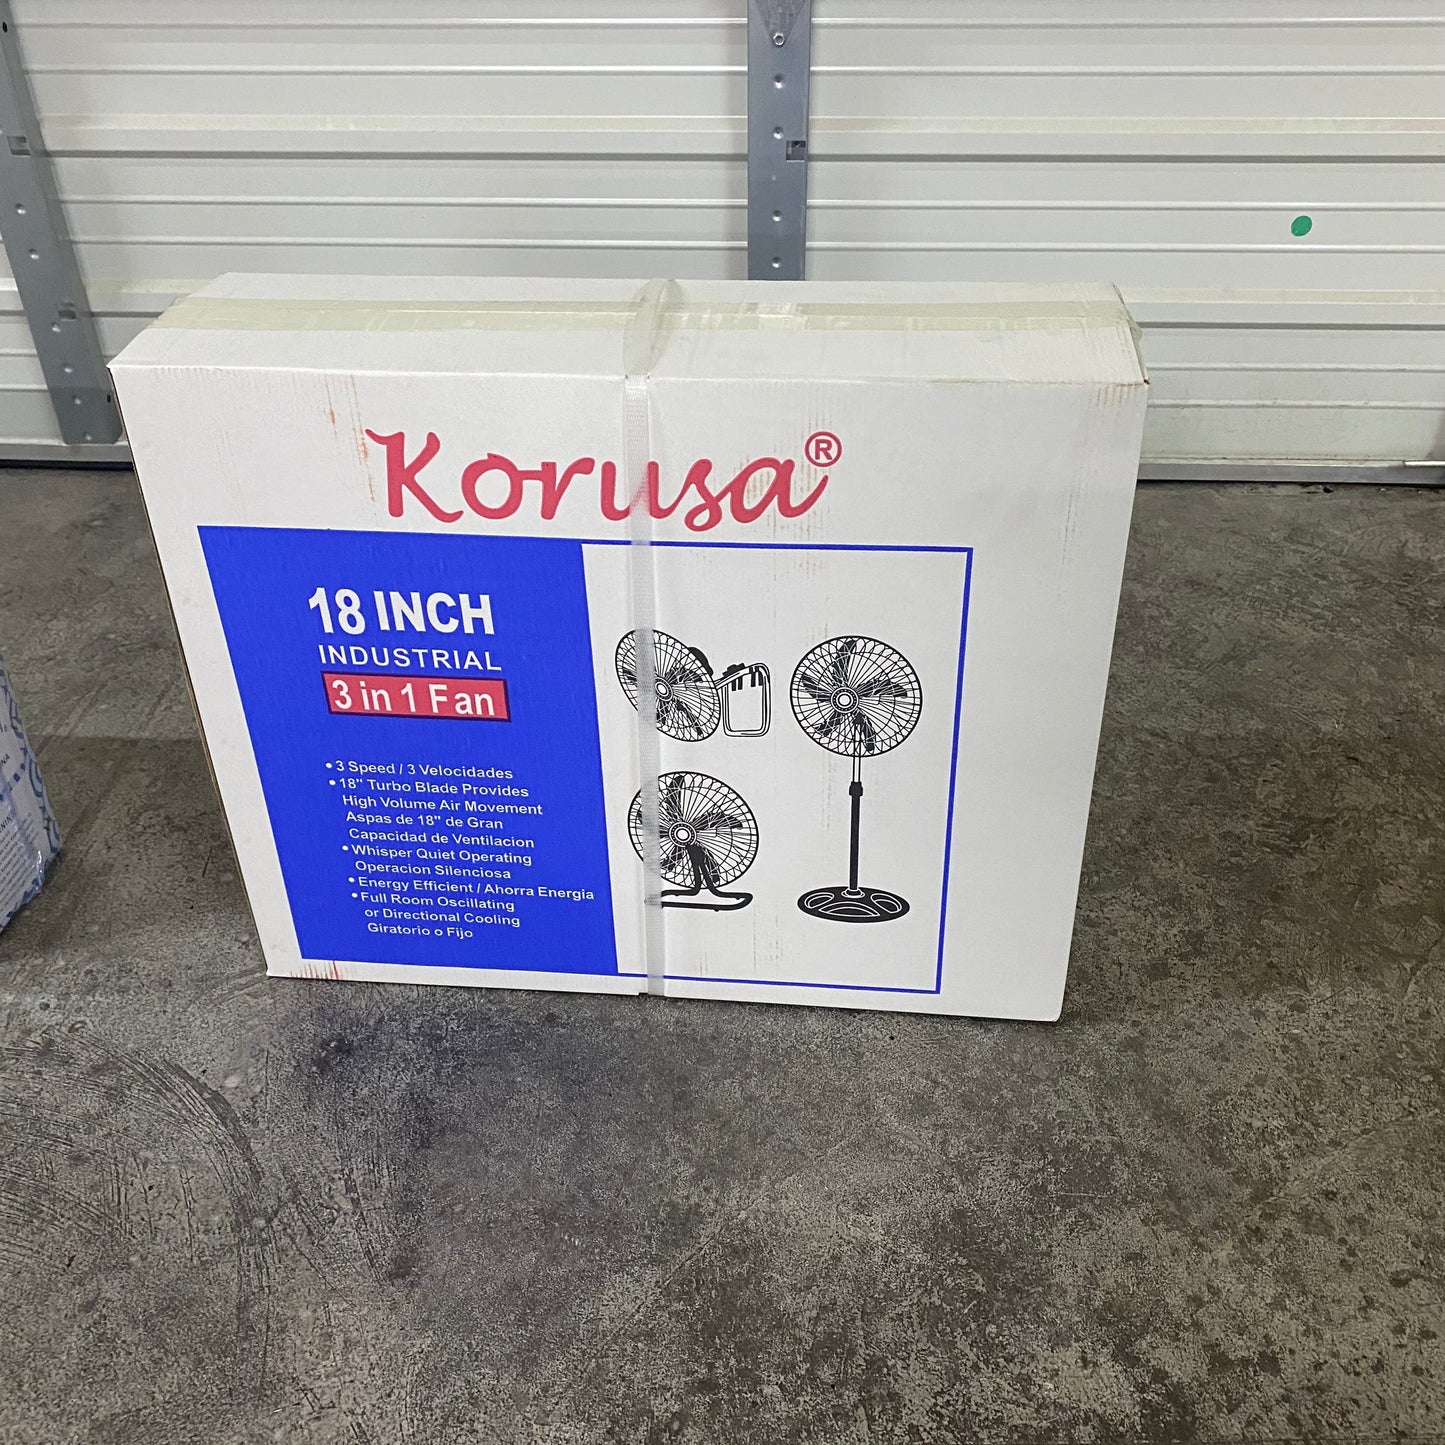 Korusa®
18 INCH
INDUSTRIAL
3 in 1 Fan
• 3 Speed / 3 Velocidades
• 18" Turbo Blade Provides
High Volume Air Movement
Aspas de 18" de Gran
Capacidad de Ventilacion
• Whisper Quiet Operating
Operacion Silenciosa
• Energy Efficient / Ahorra Energia
• Full Room Oscillating
or Directional Cooling
Giratorio o Fijo